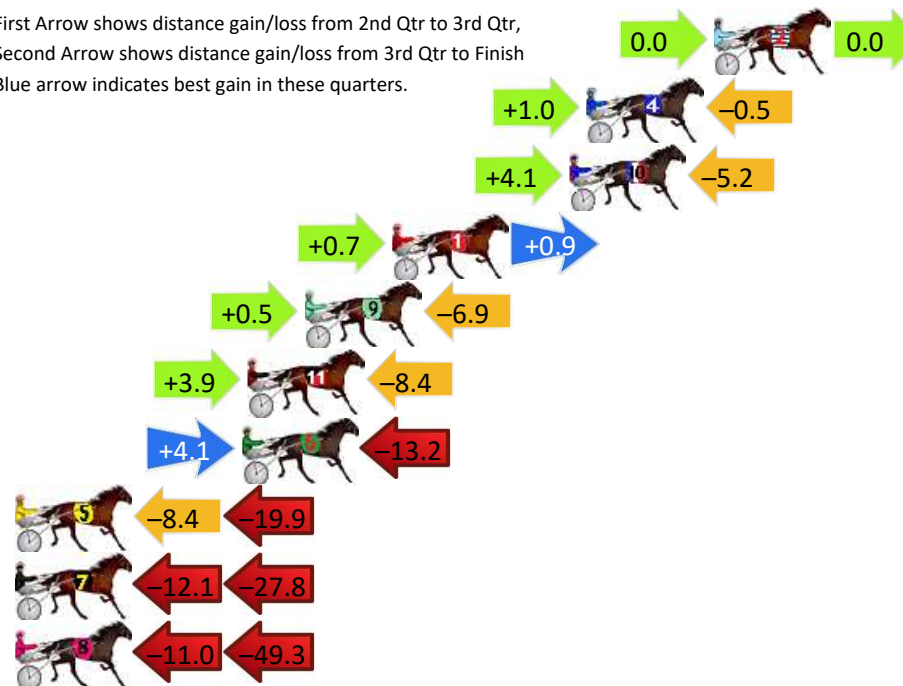 First Arrow shows distance gain/loss from 2nd Qtr to 3rd Qtr,
Second Arrow shows distance gain/loss from 3rd Qtr to Finish
Blue arrow indicates best gain in these quarters.
0.0 2 0.0
+1.0 4 –0.5
+4.1 10 –5.2
+0.7 1 +0.9
+0.5 9 –6.9
+3.9 11 –8.4
+4.1 –13.2
5 –8.4 –19.9
7 –12.1 –27.8
8 –11.0 –49.3